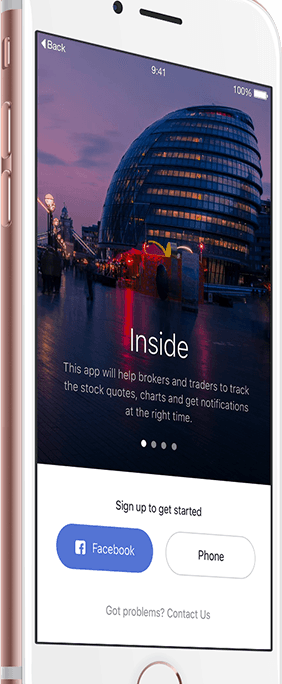 Back
9:41
100%
Inside
This app will help brokers and traders to track
the stock quotes, charts and get notifications
at the right time.
Sign up to get started
Facebook
Phone
Got problems? Contact Us